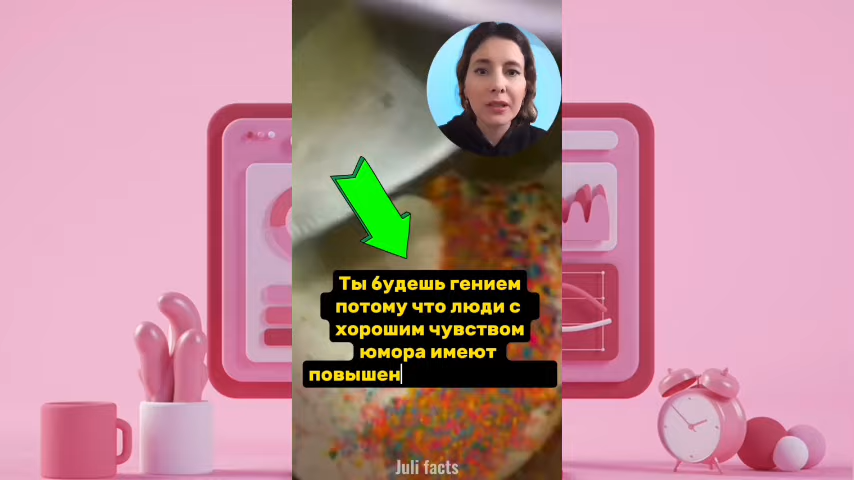 Ты будешь гением
потому что люди с
хорошим чувством
юмора имеют
повышен
Juli facts